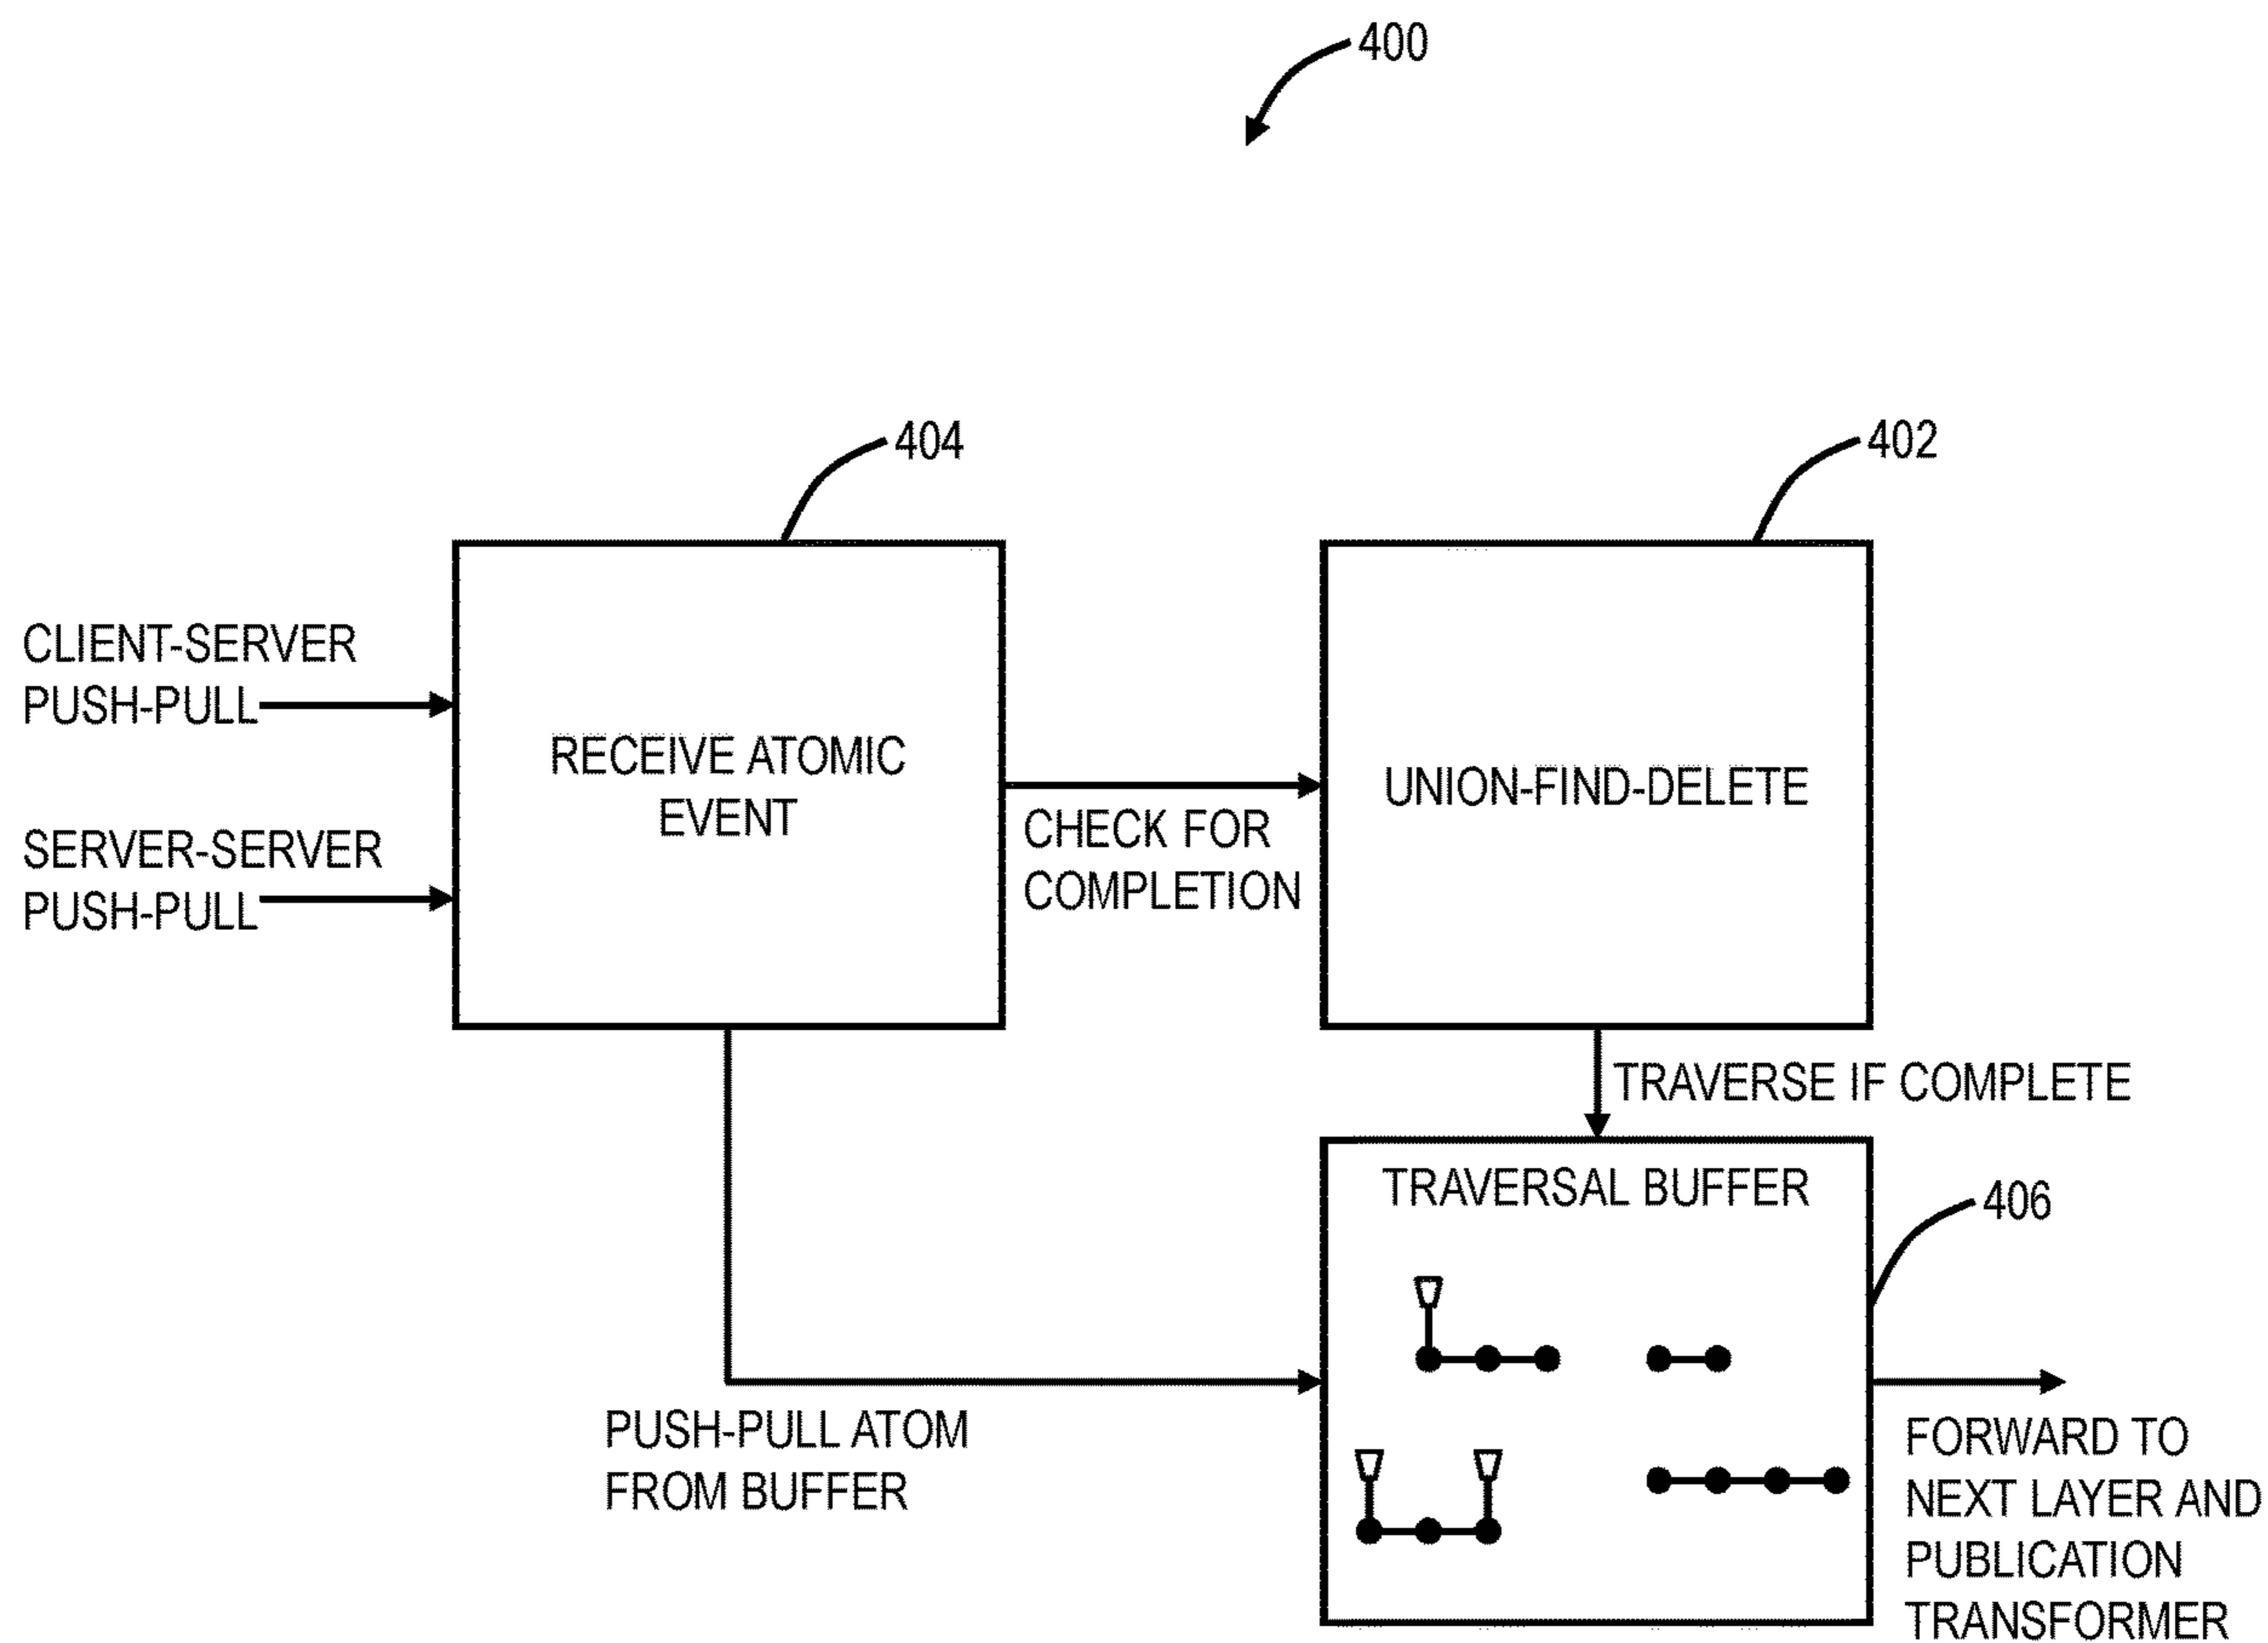 400
404
402
CLIENT-SERVER
PUSH-PULL
SERVER-SERVER
PUSH-PULL
RECEIVE ATOMIC
EVENT
CHECK FOR
COMPLETION
UNION-FIND-DELETE
TRAVERSE IF COMPLETE
TRAVERSAL BUFFER
406
PUSH-PULL ATOM
FROM BUFFER
FORWARD TO
NEXT LAYER AND
PUBLICATION
TRANSFORMER